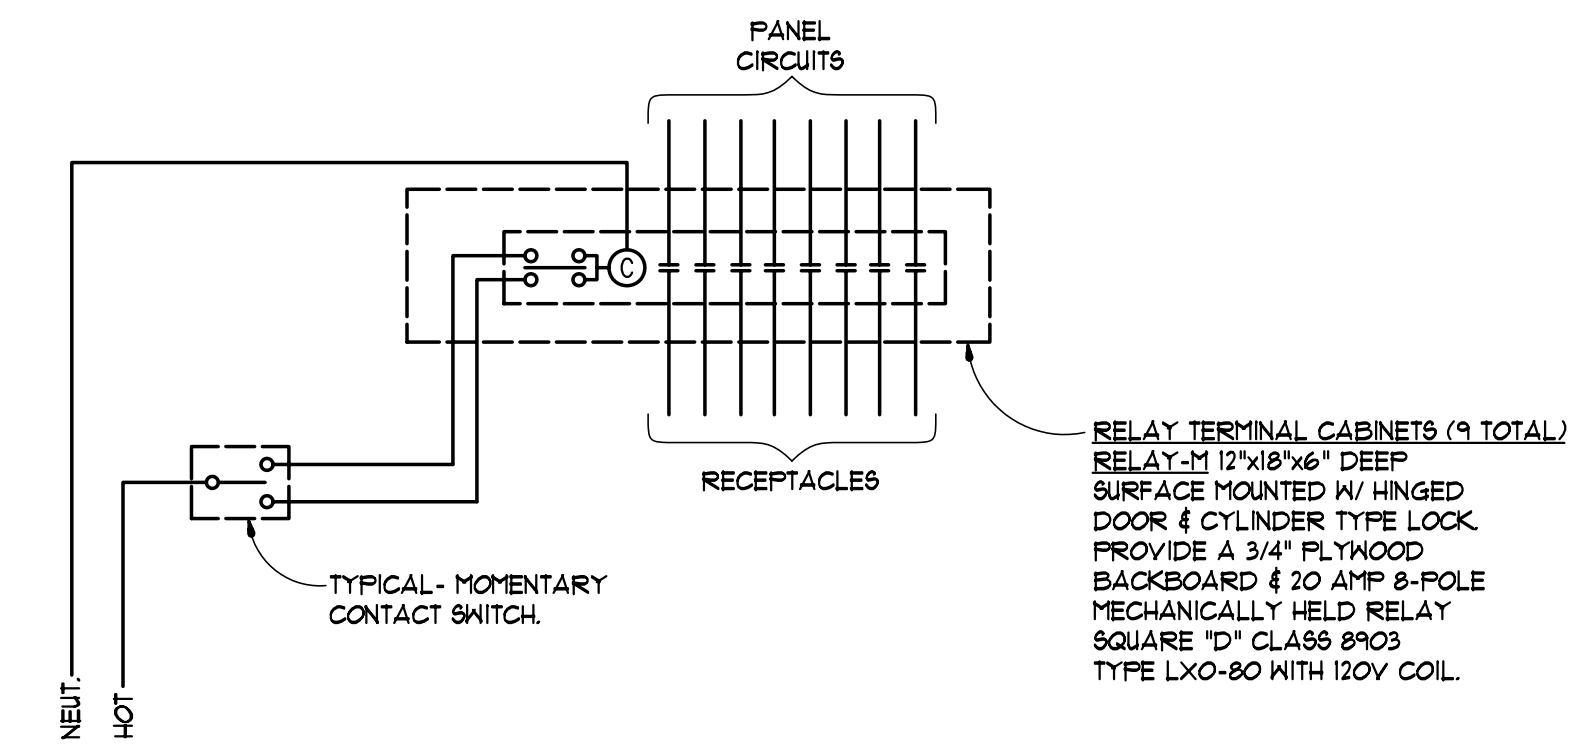 PANEL
CIRCUITS
C
RECEPTACLES
RELAY TERMINAL CABINETS (9 TOTAL)
RELAY-M 12"x18"x6" DEEP
SURFACE MOUNTED W/ HINGED
DOOR & CYLINDER TYPE LOCK.
PROVIDE A 3/4" PLYWOOD
BACKBOARD & 20 AMP 8-POLE
MECHANICALLY HELD RELAY
SQUARE "D" CLASS 8903
TYPE LXO-80 WITH 120V COIL.
TYPICAL- MOMENTARY
CONTACT SWITCH.
NEUT.
HOT